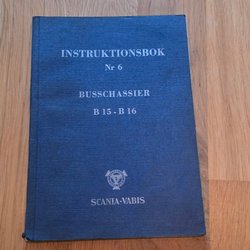 INSTRUKTIONSBOK
Nr 6
BUSSCHASSIER
B 15 - B 16
SCANIA-VABIS